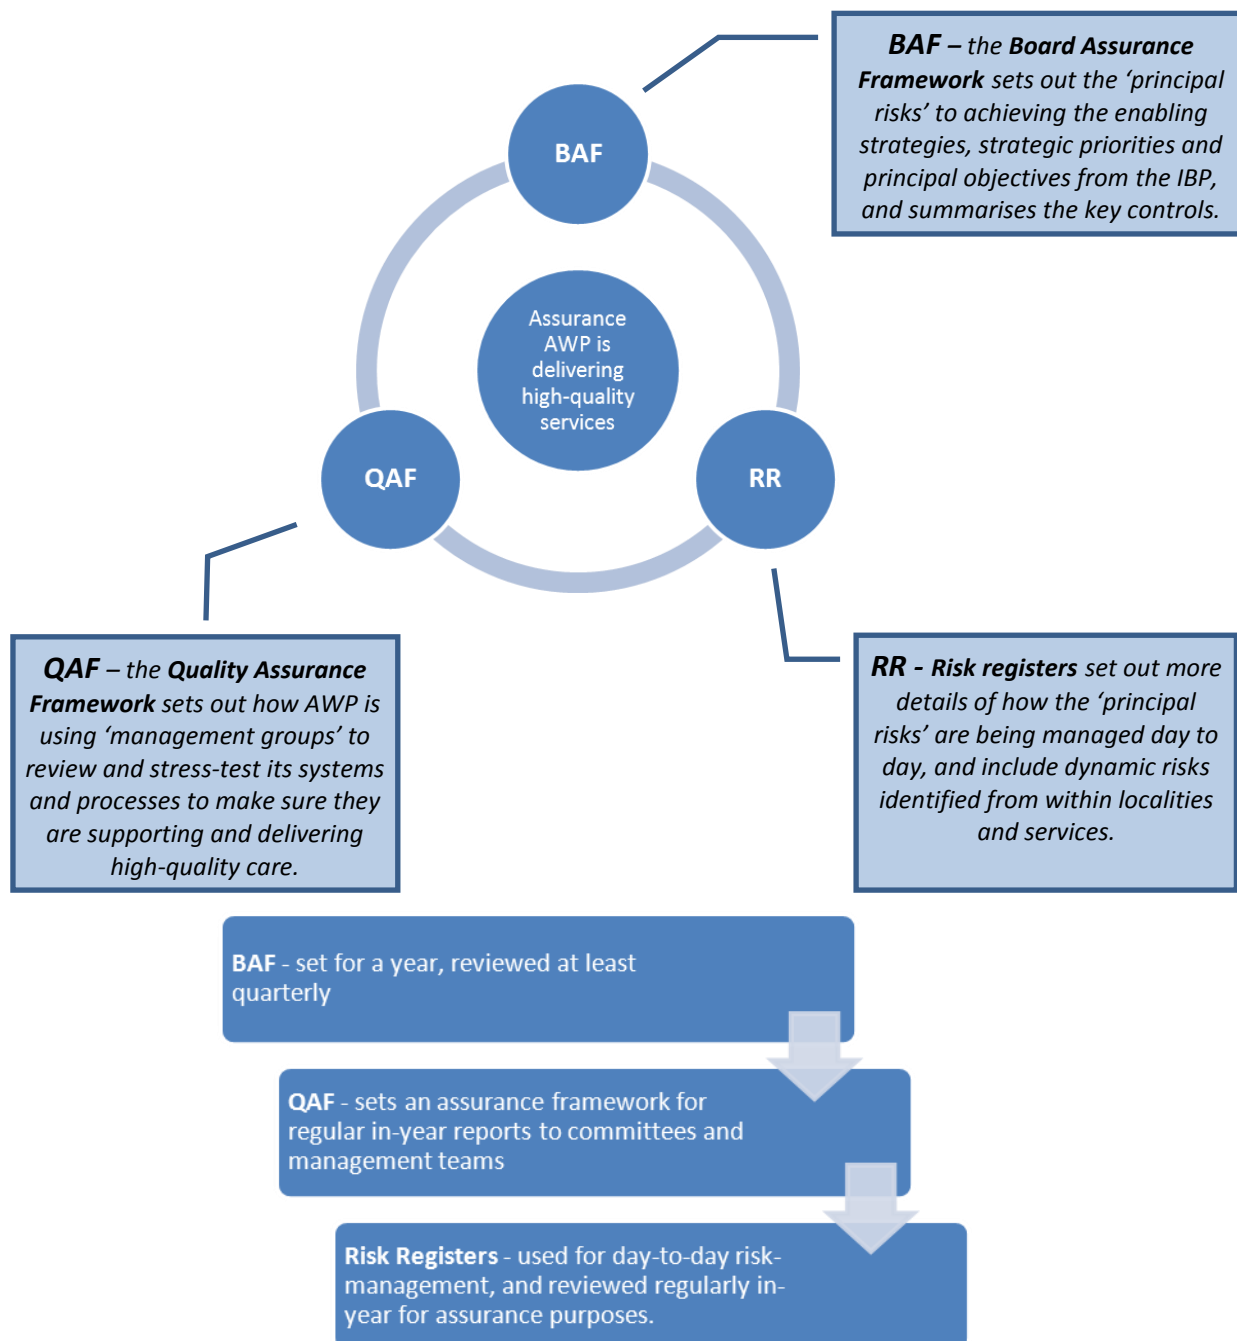 BAF – the Board Assurance
Framework sets out the ‘principal
risks’ to achieving the enabling
strategies, strategic priorities and
principal objectives from the IBP,
and summarises the key controls.
BAF
Assurance
AWP is
delivering
high-quality
services
QAF
RR
QAF – the Quality Assurance
Framework sets out how AWP is
using ‘management groups’ to
review and stress-test its systems
and processes to make sure they
are supporting and delivering
high-quality care.
RR - Risk registers set out more
details of how the ‘principal
risks’ are being managed day to
day, and include dynamic risks
identified from within localities
and services.
BAF - set for a year, reviewed at least
quarterly
QAF - sets an assurance framework for
regular in-year reports to committees and
management teams
Risk Registers - used for day-to-day risk-
management, and reviewed regularly in-
year for assurance purposes.